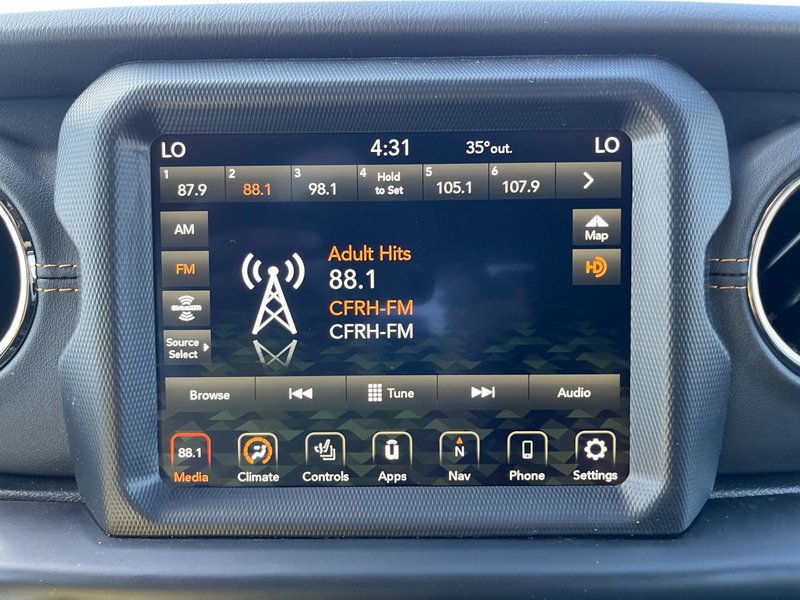 LO 4:31 35°out. LO
1 87.9 2 88.1 3 98.1 4 Hold to Set 5 105.1 6 107.9
AM
Map
FM
HD
Adult Hits
88.1
CFRH-FM
CFRH-FM
SiriusXM
Source
Select
Browse Tune Audio
88.1 N
Media Climate Controls Apps Nav Phone Settings